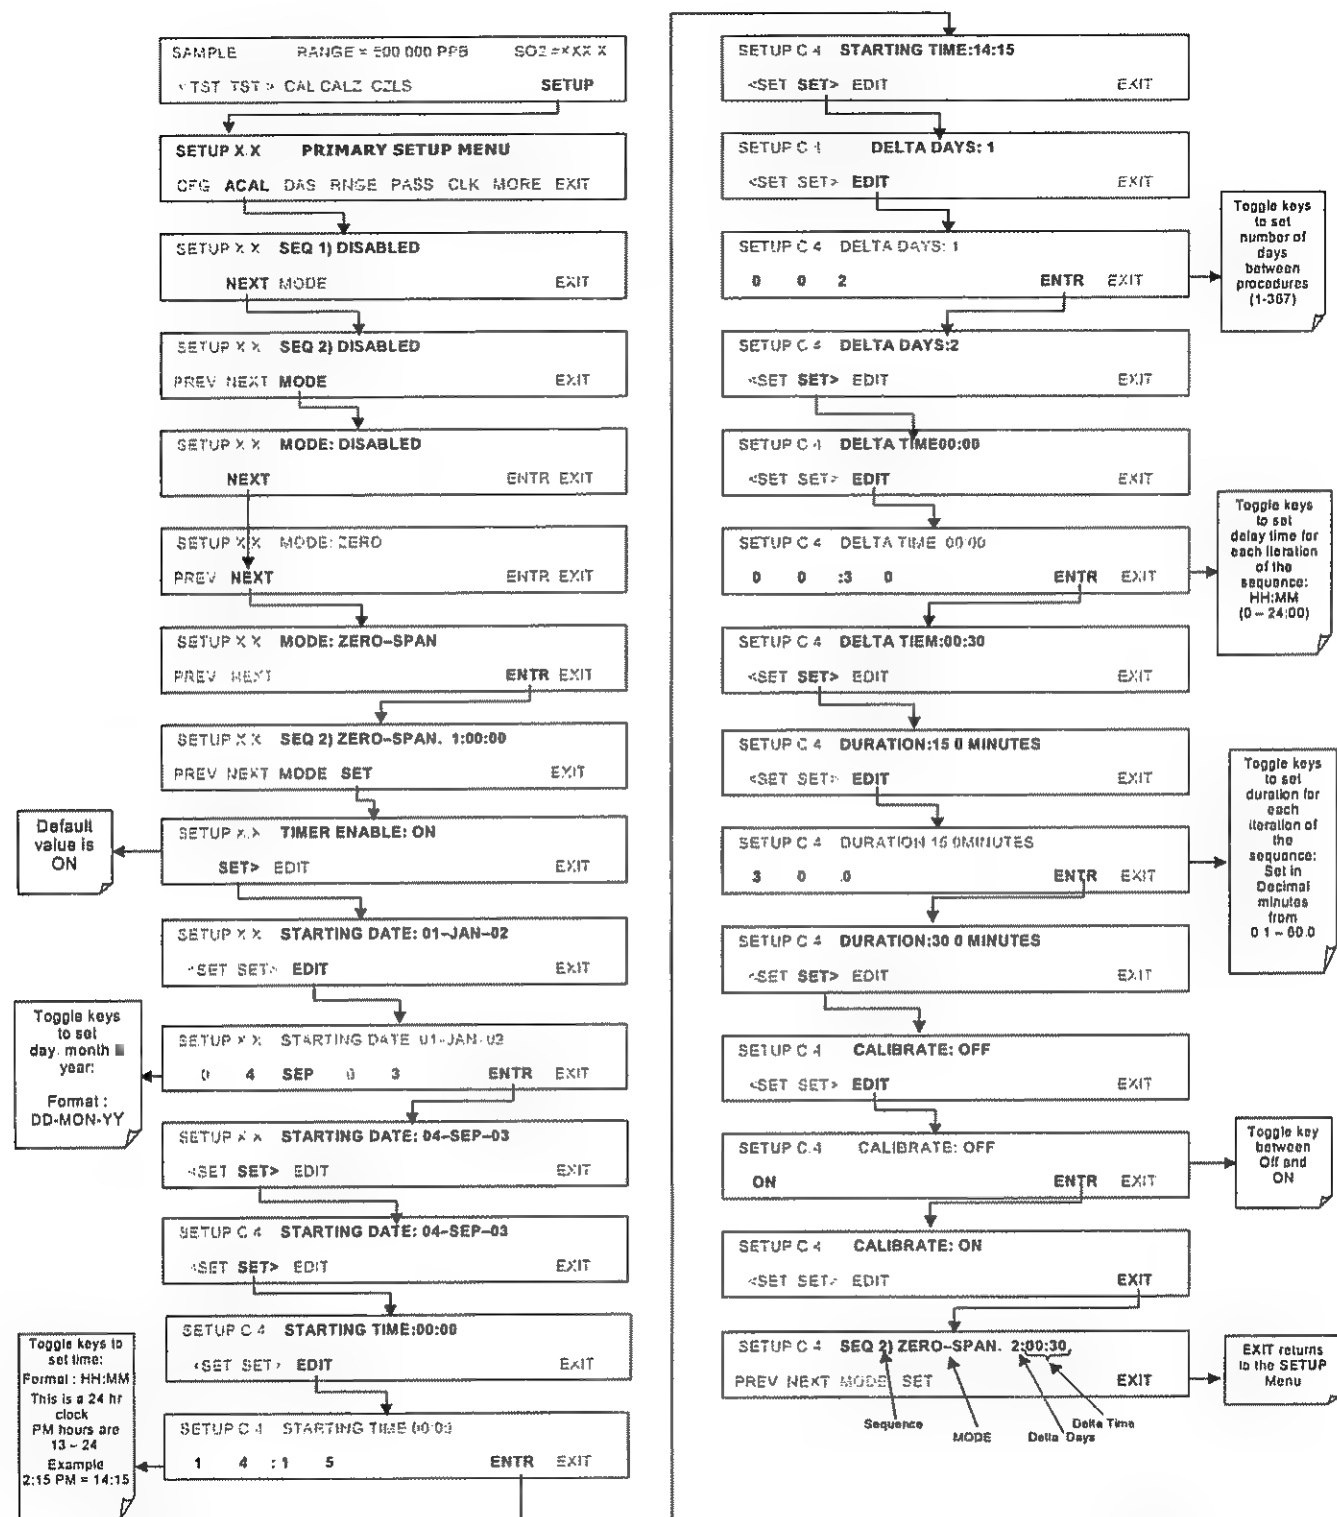 SAMPLE RANGE = 500 000 PPB SO2 =XXX X
< TST TST > CAL CALZ CZLS SETUP
SETUP X.X PRIMARY SETUP MENU
CFG ACAL DAS RNGE PASS CLK MORE EXIT
SETUP X X SEQ 1) DISABLED
NEXT MODE EXIT
SETUP X X SEQ 2) DISABLED
PREV NEXT MODE EXIT
SETUP X X MODE: DISABLED
NEXT ENTR EXIT
SETUP X X MODE: ZERO
PREV NEXT ENTR EXIT
SETUP X X MODE: ZERO–SPAN
PREV NEXT ENTR EXIT
SETUP X X SEQ 2) ZERO–SPAN. 1:00:00
PREV NEXT MODE SET EXIT
Default
value is
ON
SETUP X.X TIMER ENABLE: ON
SET> EDIT EXIT
SETUP X X STARTING DATE: 01–JAN–02
<SET SET> EDIT EXIT
Toggle keys
to set
day, month
year:
Format :
DD-MON-YY
SETUP X X STARTING DATE 01–JAN–02
0 4 SEP 0 3 ENTR EXIT
SETUP X X STARTING DATE: 04–SEP–03
<SET SET> EDIT EXIT
SETUP C.4 STARTING DATE: 04–SEP–03
<SET SET> EDIT EXIT
SETUP C 4 STARTING TIME:00:00
<SET SET> EDIT EXIT
Toggle keys to
set time:
Format : HH:MM
This is a 24 hr
clock
PM hours are
13 – 24
Example
2:15 PM = 14:15
SETUP C 4 STARTING TIME 00:00
1 4 :1 5 ENTR EXIT
SETUP C 4 STARTING TIME:14:15
<SET SET> EDIT EXIT
SETUP C 4 DELTA DAYS: 1
<SET SET> EDIT EXIT
SETUP C 4 DELTA DAYS: 1
0 0 2 ENTR EXIT
Toggle keys
to set
number of
days
between
procedures
(1-367)
SETUP C 4 DELTA DAYS:2
<SET SET> EDIT EXIT
SETUP C 4 DELTA TIME00:00
<SET SET> EDIT EXIT
SETUP C 4 DELTA TIME 00:00
0 0 :3 0 ENTR EXIT
Toggle keys
to set
delay time for
each iteration
of the
sequence:
HH:MM
(0 – 24:00)
SETUP C 4 DELTA TIEM:00:30
<SET SET> EDIT EXIT
SETUP C 4 DURATION:15 0 MINUTES
<SET SET> EDIT EXIT
SETUP C 4 DURATION 15 0MINUTES
3 0 .0 ENTR EXIT
Toggle keys
to set
duration for
each
iteration of
the
sequence:
Set in
Decimal
minutes
from
0 1 – 60.0
SETUP C 4 DURATION:30 0 MINUTES
<SET SET> EDIT EXIT
SETUP C 4 CALIBRATE: OFF
<SET SET> EDIT EXIT
SETUP C.4 CALIBRATE: OFF
ON ENTR EXIT
Toggle key
between
Off and
ON
SETUP C 4 CALIBRATE: ON
<SET SET> EDIT EXIT
SETUP C 4 SEQ 2) ZERO–SPAN. 2:00:30
PREV NEXT MODE SET EXIT
EXIT returns
to the SETUP
Menu
Sequence MODE Delta Days Delta Time